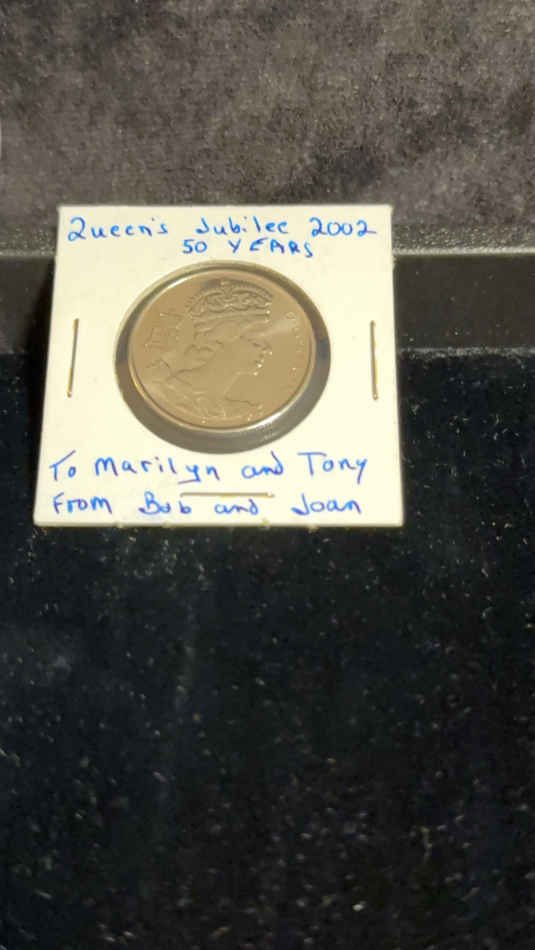 Queen's Jubilee 2002
50 YEARS
To Marilyn and Tony
From Bob and Joan